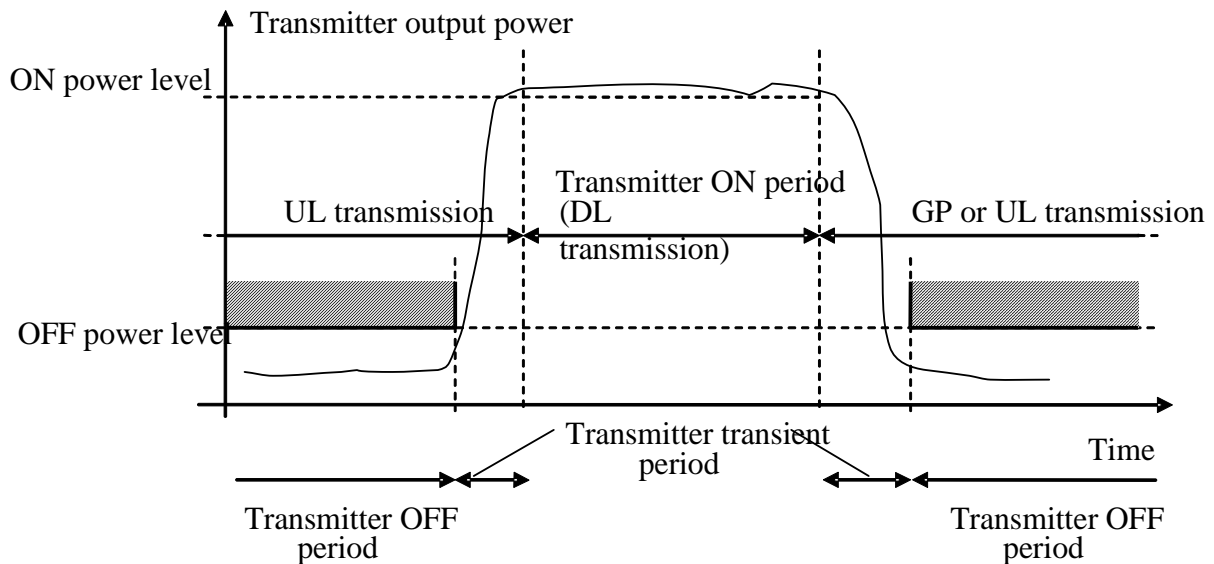 Transmitter output power
ON power level
Transmitter ON period
UL transmission
(DL
GP or UL transmission
transmission)
OFF power level
Transmitter transient
period
Time
Transmitter OFF
period
Transmitter OFF
period